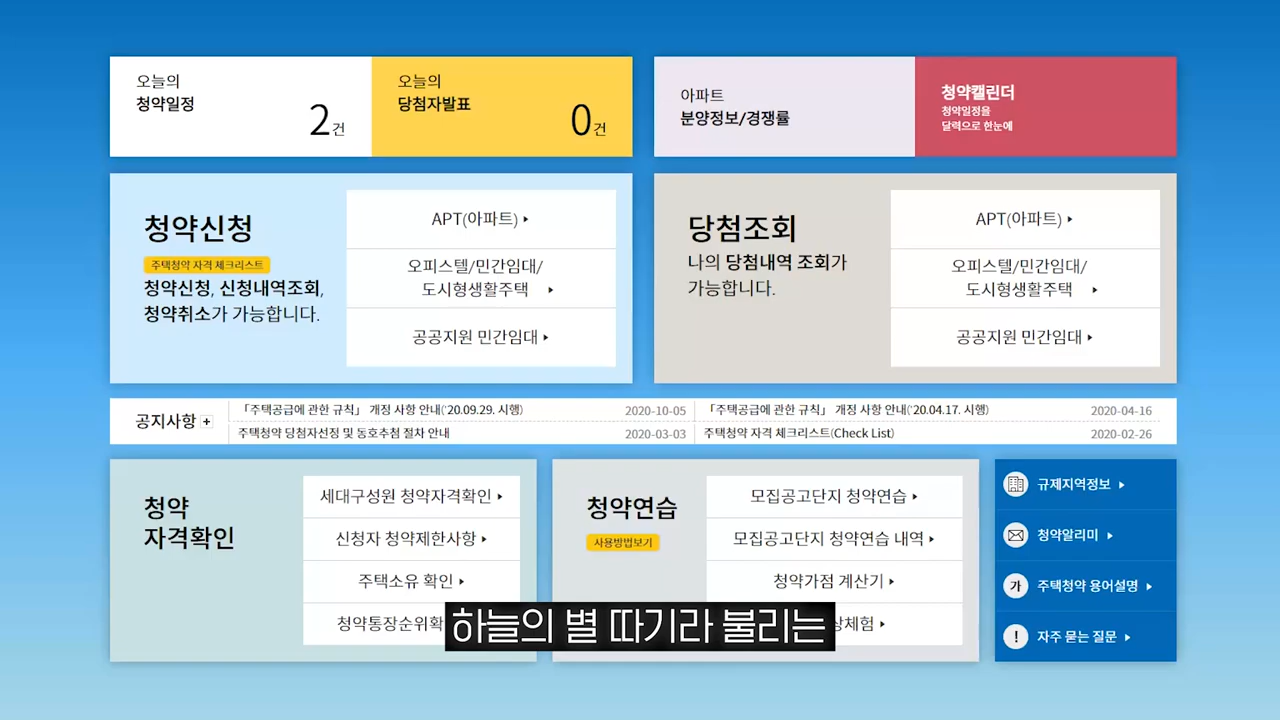 오늘의
청약일정
2건
오늘의
당첨자발표
0건
아파트
분양정보/경쟁률
청약캘린더
청약일정을
달력으로 한눈에
청약신청
주택청약 자격 체크리스트
청약신청, 신청내역조회,
청약취소가 가능합니다.
APT(아파트)
오피스텔/민간임대/
도시형생활주택
공공지원 민간임대
당첨조회
나의 당첨내역 조회가
가능합니다.
APT(아파트)
오피스텔/민간임대/
도시형생활주택
공공지원 민간임대
공지사항 +
「주택공급에 관한 규칙」 개정 사항 안내('20.09.29. 시행) 2020-10-05
「주택공급에 관한 규칙」 개정 사항 안내('20.04.17. 시행) 2020-04-16
주택청약 당첨자선정 및 동호추첨 절차 안내 2020-03-03
주택청약 자격 체크리스트(Check List) 2020-02-26
청약
자격확인
세대구성원 청약자격확인
신청자 청약제한사항
주택소유 확인
청약통장순위확
청약연습
사용방법보기
모집공고단지 청약연습
모집공고단지 청약연습 내역
청약가점 계산기
상체험
규제지역정보
청약알리미
가 주택청약 용어설명
! 자주 묻는 질문
하늘의 별 따기라 불리는